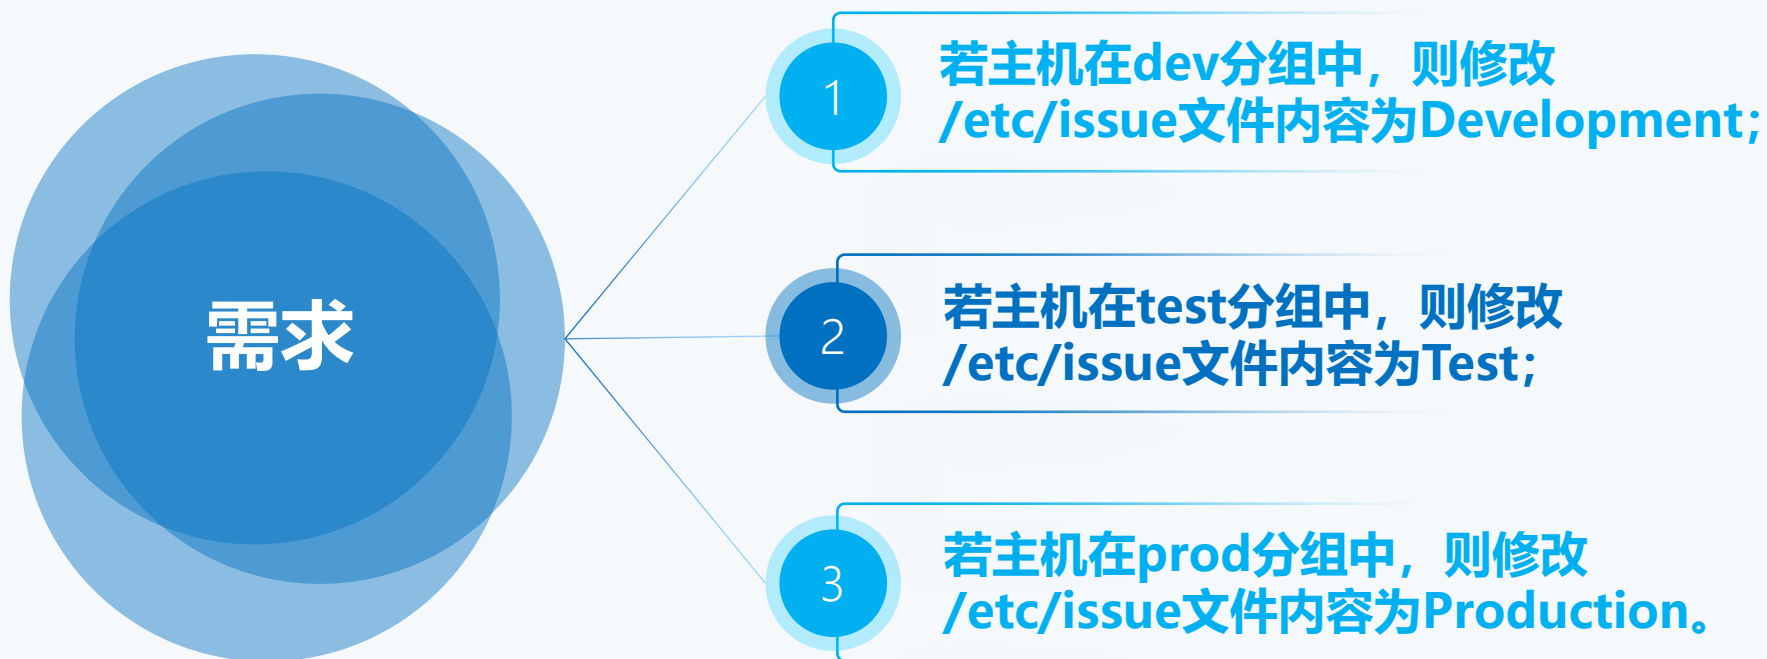 需求
1
若主机在dev分组中，则修改
/etc/issue文件内容为Development；
2
若主机在test分组中，则修改
/etc/issue文件内容为Test；
3
若主机在prod分组中，则修改
/etc/issue文件内容为Production。